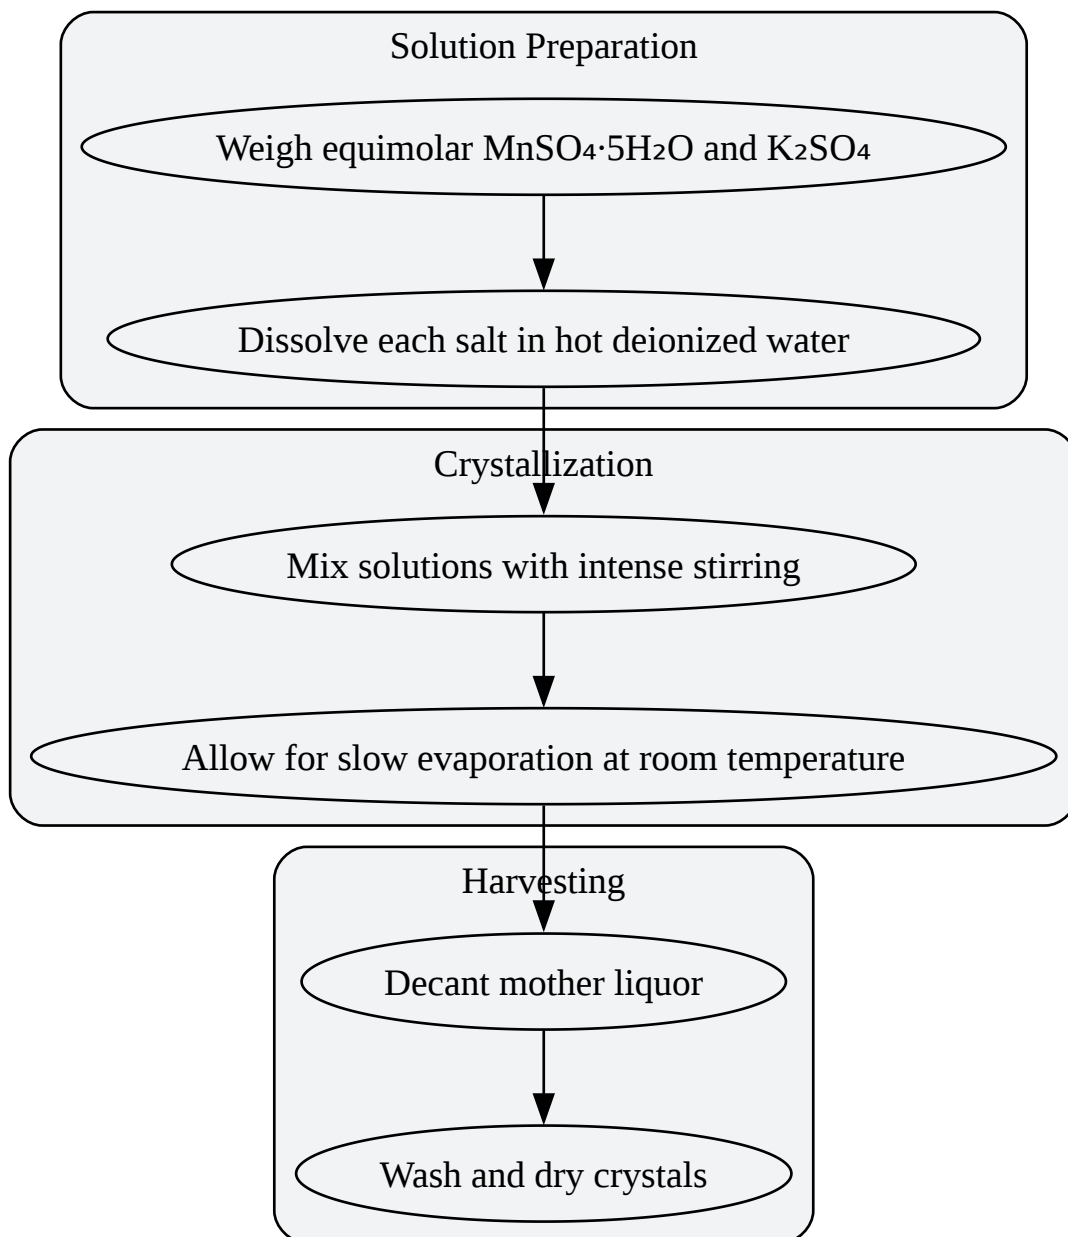 Solution Preparation
Weigh equimolar MnSO₄·5H₂O and K₂SO₄
Dissolve each salt in hot deionized water
Crystallization
Mix solutions with intense stirring
Allow for slow evaporation at room temperature
Harvesting
Decant mother liquor
Wash and dry crystals